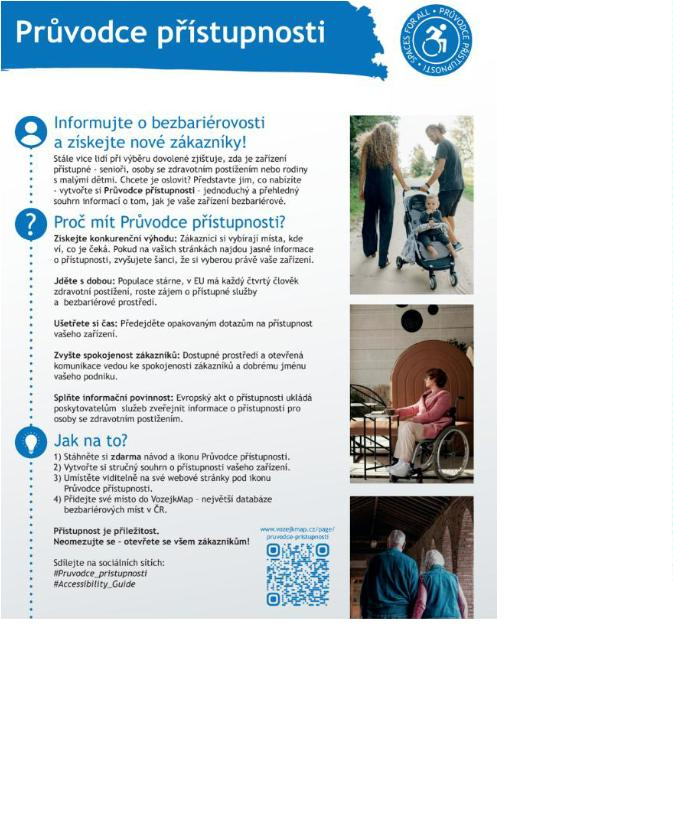 Průvodce přístupnosti
SPACES FOR ALL • PRŮVODCE PŘÍSTUPNOSTI •
Informujte o bezbariérovosti
a získejte nové zákazníky!
Stále více lidí při výběru dovolené zjišťuje, zda je zařízení
přístupné - senioři, osoby se zdravotním postižením nebo rodiny
s malými dětmi. Chcete je oslovit? Představte jim, co nabízíte
- vytvořte si Průvodce přístupnosti - jednoduchý a přehledný
souhrn informací o tom, jak je vaše zařízení bezbariérové.
?
Proč mít Průvodce přístupnosti?
Získejte konkurenční výhodu: Zákazníci si vybírají místa, kde
ví, co je čeká. Pokud na vašich stránkách najdou jasné informace
o přístupnosti, zvyšujete šanci, že si vyberou právě vaše zařízení.
Jděte s dobou: Populace stárne, v EU má každý čtvrtý člověk
zdravotní postižení, roste zájem o přístupné služby
a bezbariérové prostředí.
Ušetřete si čas: Předejděte opakovaným dotazům na přístupnost
vašeho zařízení.
Zvyšte spokojenost zákazníků: Dostupné prostředí a otevřená
komunikace vedou ke spokojenosti zákazníků a dobrému jménu
vašeho podniku.
Splňte informační povinnost: Evropský akt o přístupnosti ukládá
poskytovatelům služeb zveřejnit informace o přístupnosti pro
osoby se zdravotním postižením.
Jak na to?
1) Stáhněte si zdarma návod a ikonu Průvodce přístupnosti.
2) Vytvořte si stručný souhrn o přístupnosti vašeho zařízení.
3) Umístěte viditelně na své webové stránky pod ikonu
Průvodce přístupnosti.
4) Přidejte své místo do VozejkMap – největší databáze
bezbariérových míst v ČR.
Přístupnost je příležitost.
Neomezujte se - otevřete se všem zákazníkům!
www.vozejkmap.cz/page/
pruvodce-pristupnosti
Sdílejte na sociálních sítích:
#Pruvodce_pristupnosti
#Accessibility_Guide